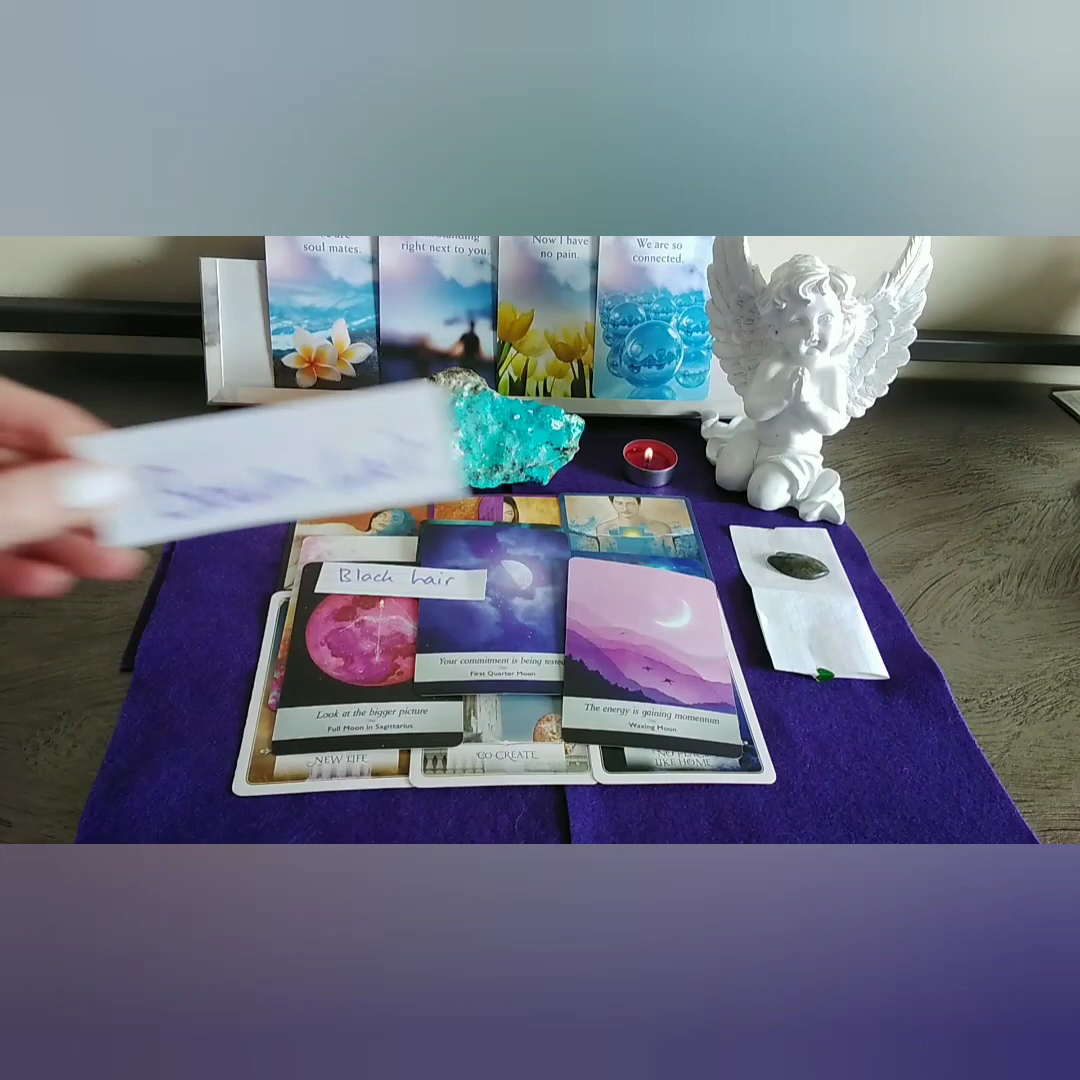 soul mates.
right next to you.
Now I have
no pain.
We are so
connected.
Black hair
Your commitment is being tested
First Quarter Moon
Look at the bigger picture
Full Moon in Sagittarius
The energy is gaining momentum
Waxing Moon
NEW LIFE
CO-CREATE
LIKE HOME